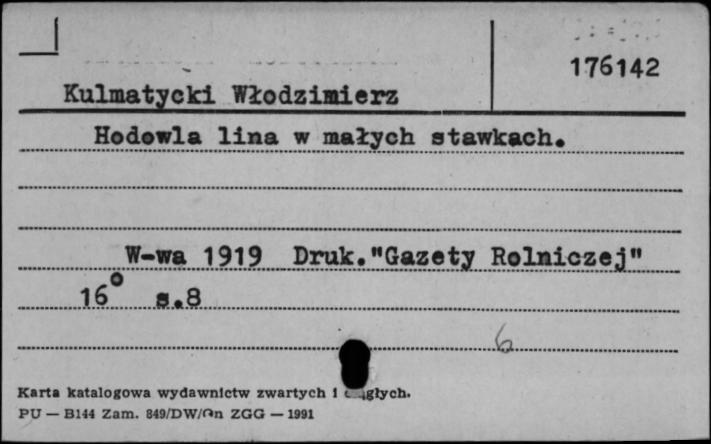 176142
Kulmatycki Włodzimierz
Hodowla lina w małych stawkach.
W-wa 1919 Druk."Gazety Rolniczej"
16° s.8
6
Karta katalogowa wydawnictw zwartych i
PU — B144 Zam. 849/DW/Gn ZGG — 1991